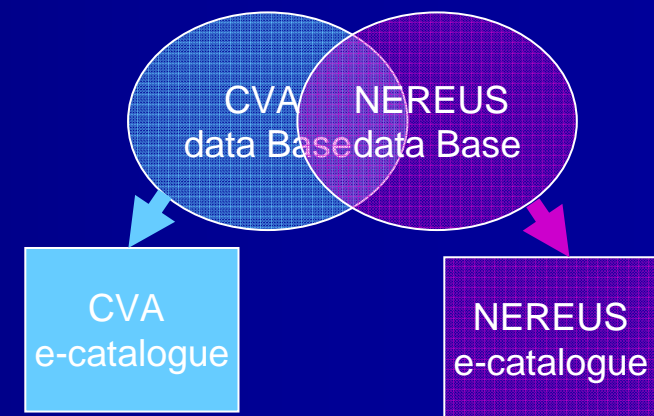 CVA
data Base
NEREUS
data Base
CVA
e-catalogue
NEREUS
e-catalogue